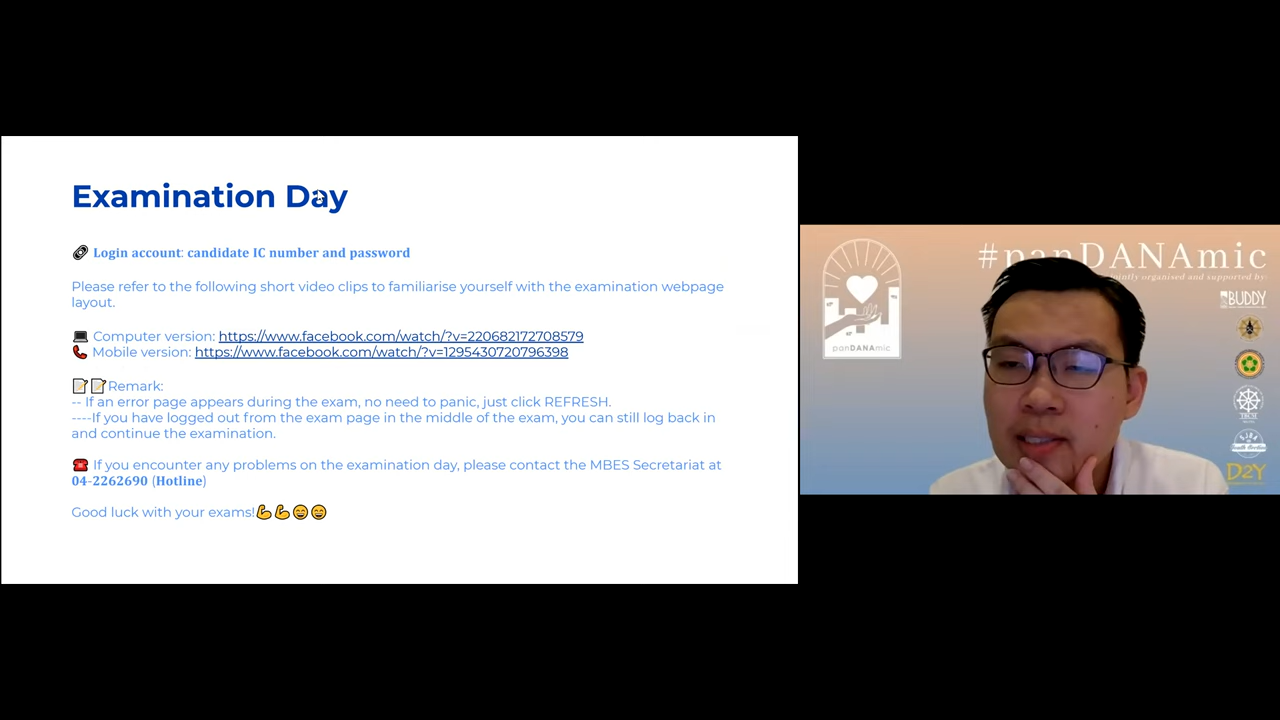 Examination Day
Login account: candidate IC number and password
Please refer to the following short video clips to familiarise yourself with the examination webpage
layout.
Computer version: https://www.facebook.com/watch/?v=220682172708579
Mobile version: https://www.facebook.com/watch/?v=1295430720796398
Remark:
-- If an error page appears during the exam, no need to panic, just click REFRESH.
----If you have logged out from the exam page in the middle of the exam, you can still log back in
and continue the examination.
If you encounter any problems on the examination day, please contact the MBES Secretariat at
04-2262690 (Hotline)
Good luck with your exams!
#panDANAmic
jointly organised and supported by:
BUDDY
panDANAmic
D2Y